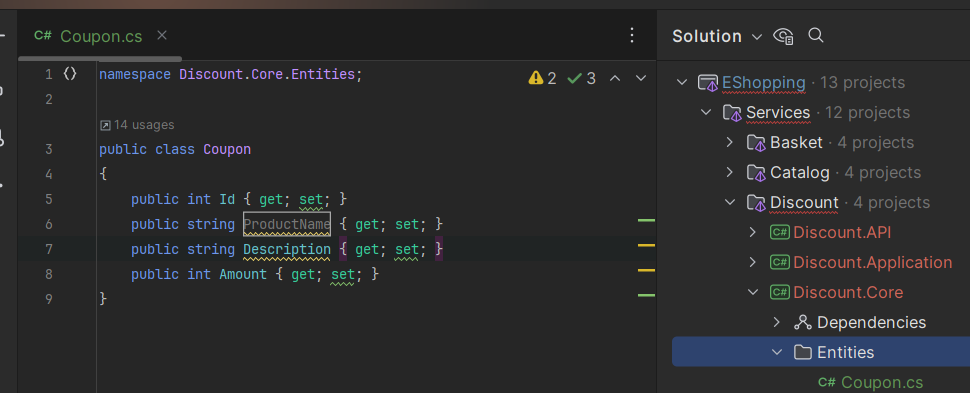 C# Coupon.cs
1 namespace Discount.Core.Entities;
2 3
2
14 usages
3 public class Coupon
4 {
5 public int Id { get; set; }
6 public string ProductName { get; set; }
7 public string Description { get; set; }
8 public int Amount { get; set; }
9 }
Solution
EShopping · 13 projects
Services · 12 projects
Basket · 4 projects
Catalog · 4 projects
Discount · 4 projects
C# Discount.API
C# Discount.Application
C# Discount.Core
Dependencies
Entities
C# Coupon.cs